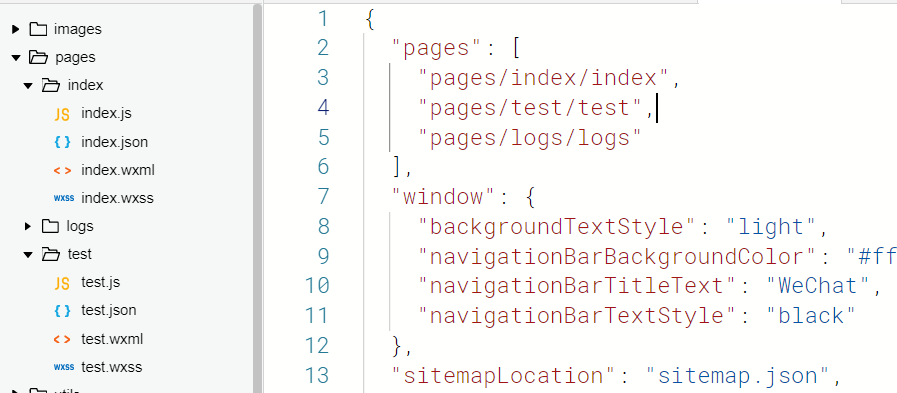 images
pages
index
index.js
index.json
index.wxml
index.wxss
logs
test
test.js
test.json
test.wxml
test.wxss
1 {
2 "pages": [
3 "pages/index/index",
4 "pages/test/test",
5 "pages/logs/logs"
6 ],
7 "window": {
8 "backgroundTextStyle": "light",
9 "navigationBarBackgroundColor": "#ff
10 "navigationBarTitleText": "WeChat",
11 "navigationBarTextStyle": "black"
12 },
13 "sitemapLocation": "sitemap.json",